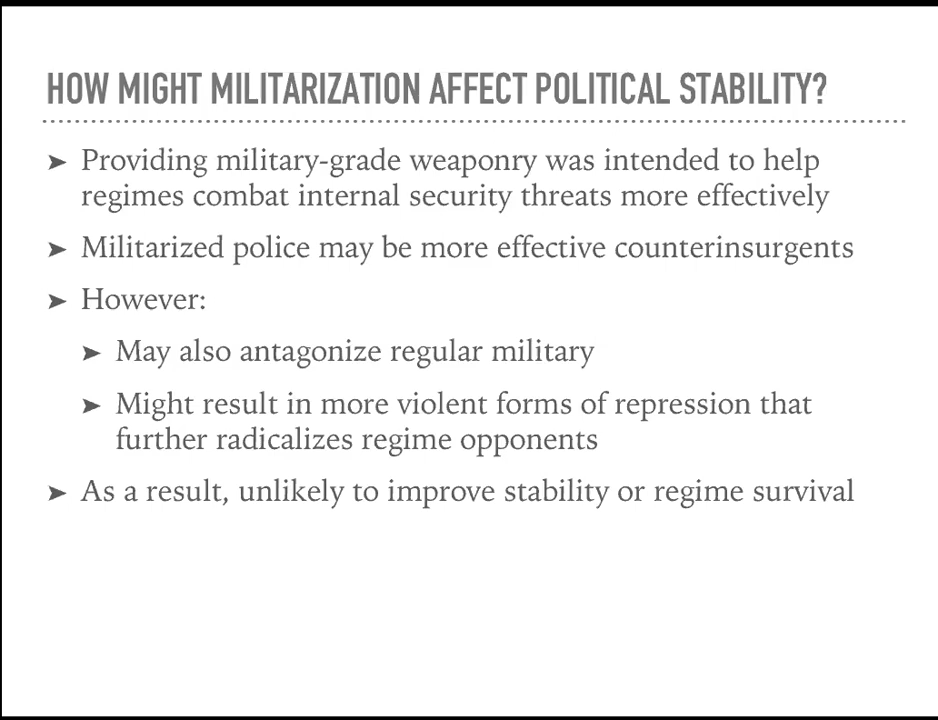 HOW MIGHT MILITARIZATION AFFECT POLITICAL STABILITY?
➤ Providing military-grade weaponry was intended to help
regimes combat internal security threats more effectively
➤ Militarized police may be more effective counterinsurgents
➤ However:
➤ May also antagonize regular military
➤ Might result in more violent forms of repression that
further radicalizes regime opponents
➤ As a result, unlikely to improve stability or regime survival